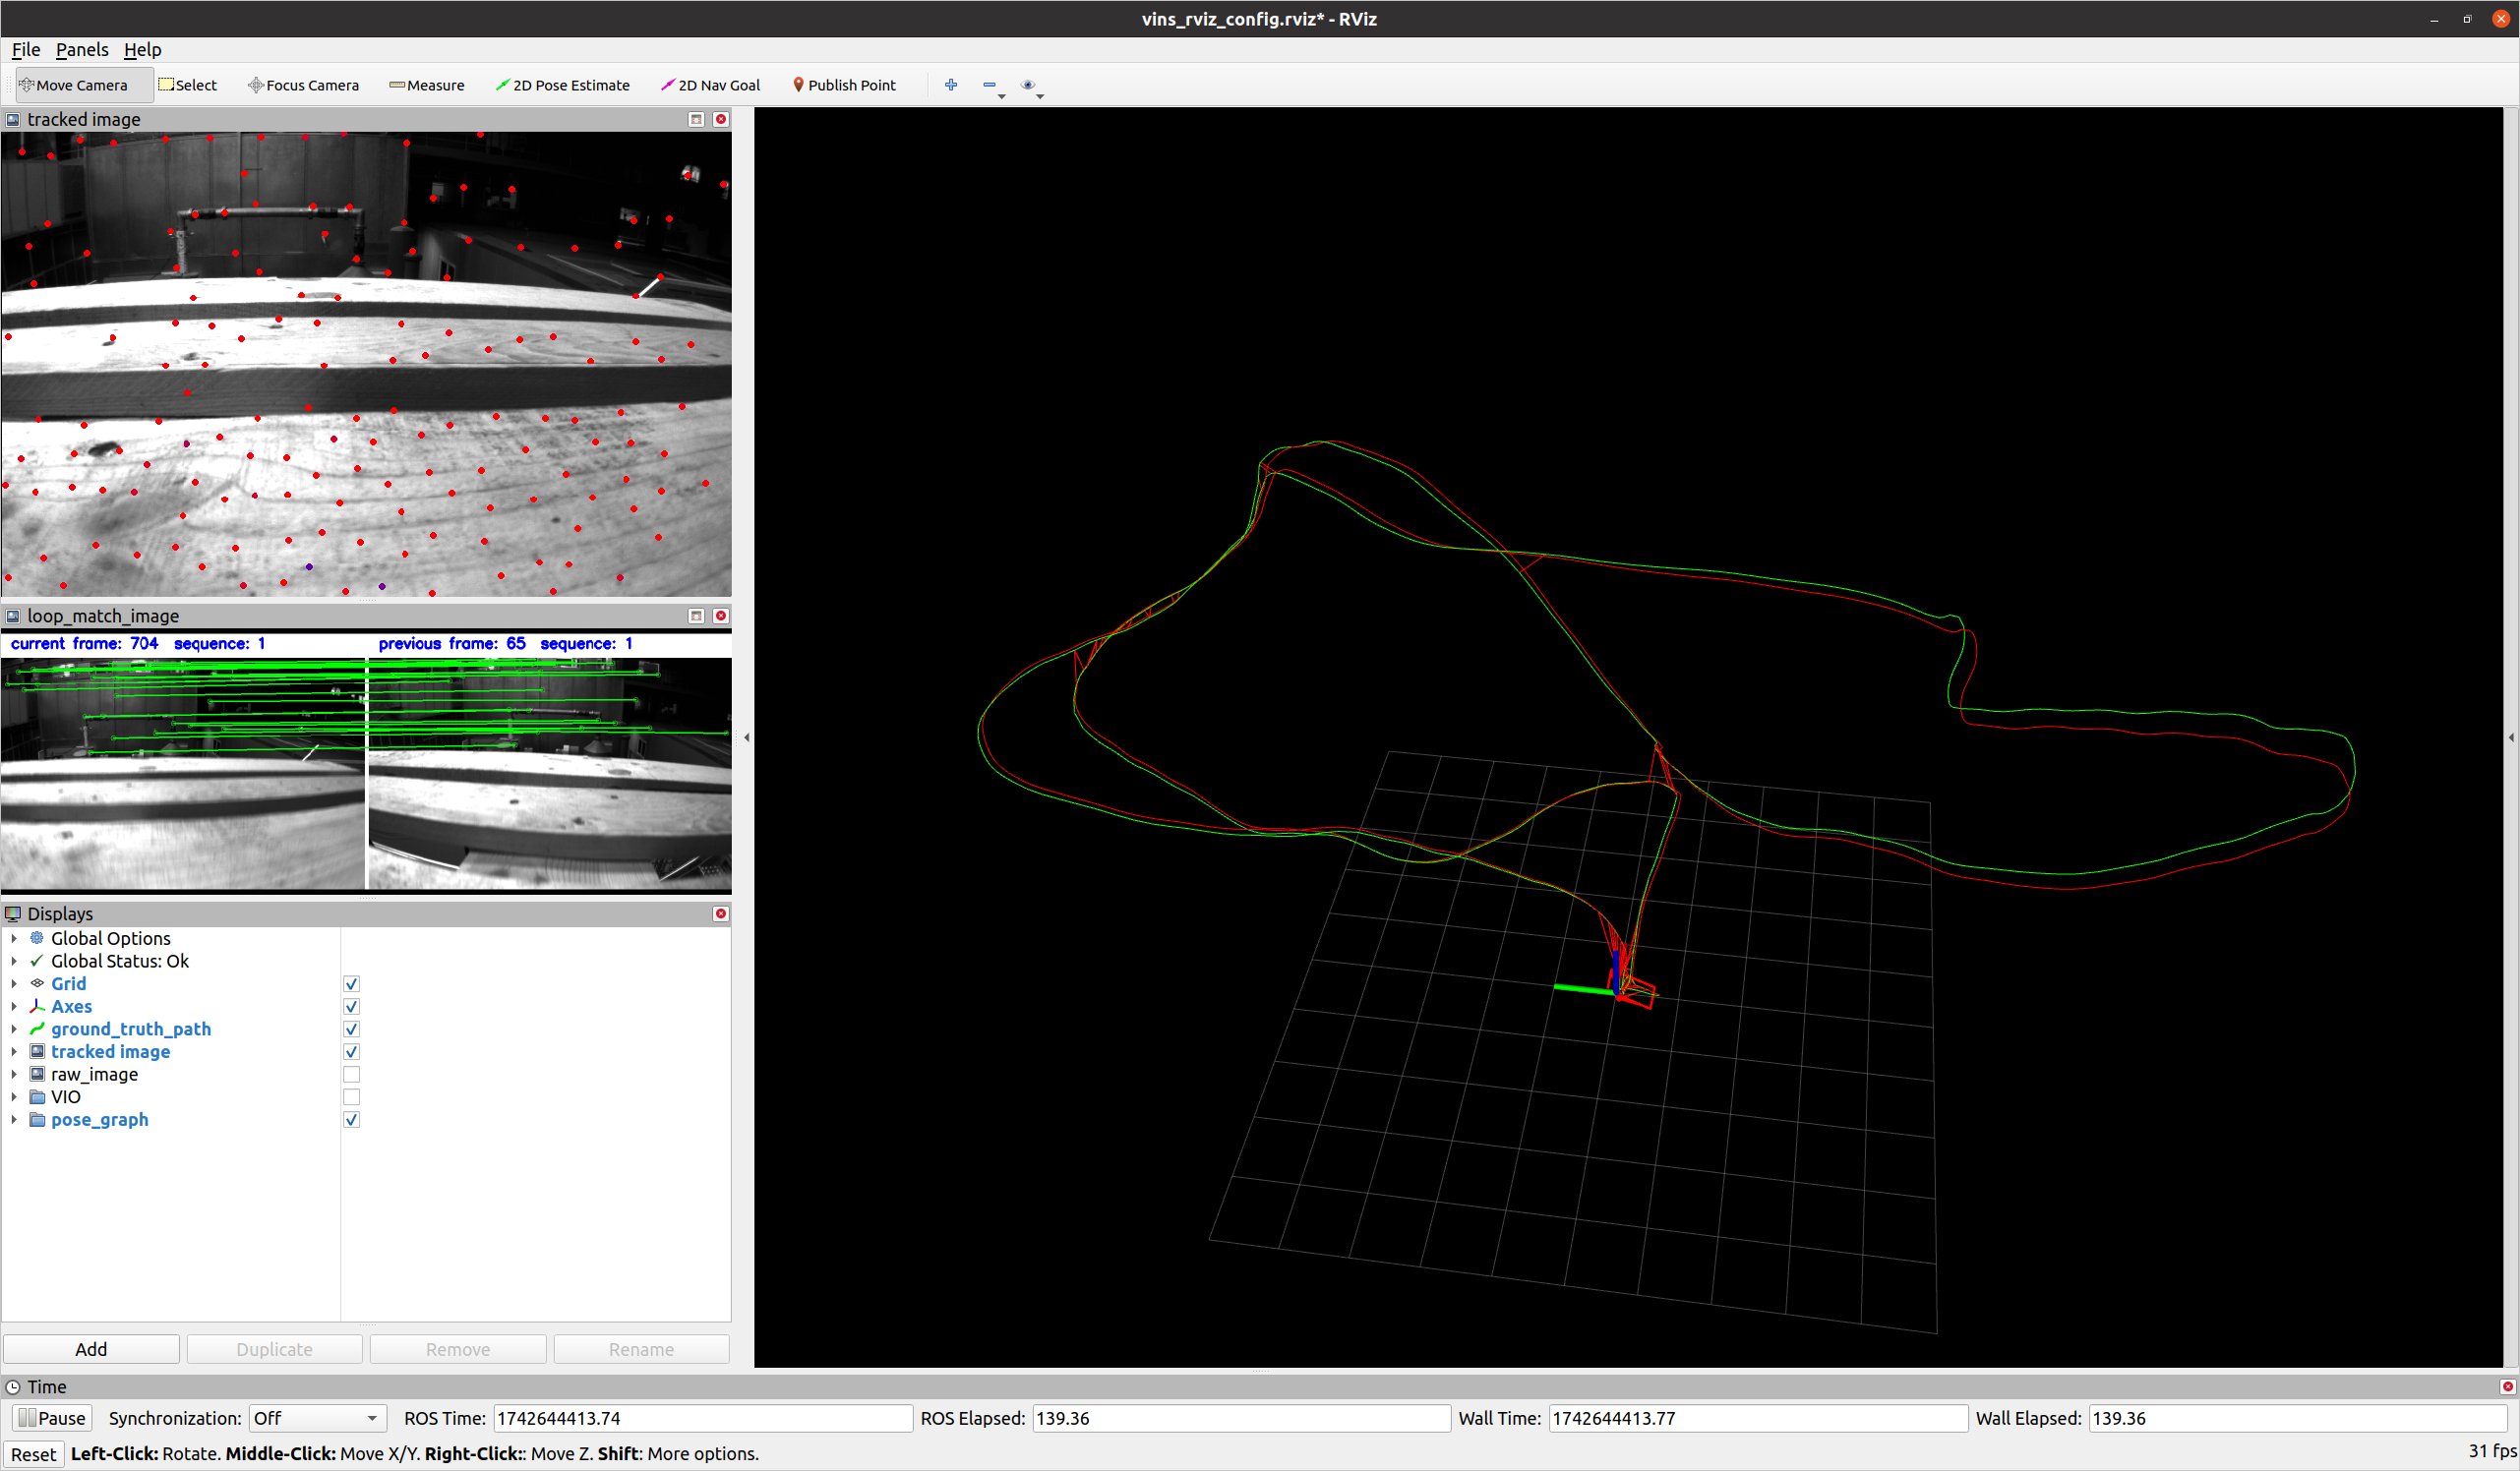 vins_rviz_config.rviz* - RViz
File Panels Help
Move Camera Select Focus Camera Measure 2D Pose Estimate 2D Nav Goal Publish Point
tracked image
loop_match_image
current frame: 704 sequence: 1 previous frame: 65 sequence: 1
Displays
Global Options
Global Status: Ok
Grid
Axes
ground_truth_path
tracked image
raw_image
VIO
pose_graph
Add Duplicate Remove Rename
Time
Pause Synchronization: Off ROS Time: 1742644413.74 ROS Elapsed: 139.36 Wall Time: 1742644413.77 Wall Elapsed: 139.36
Reset Left-Click: Rotate. Middle-Click: Move X/Y. Right-Click:: Move Z. Shift: More options. 31 fps